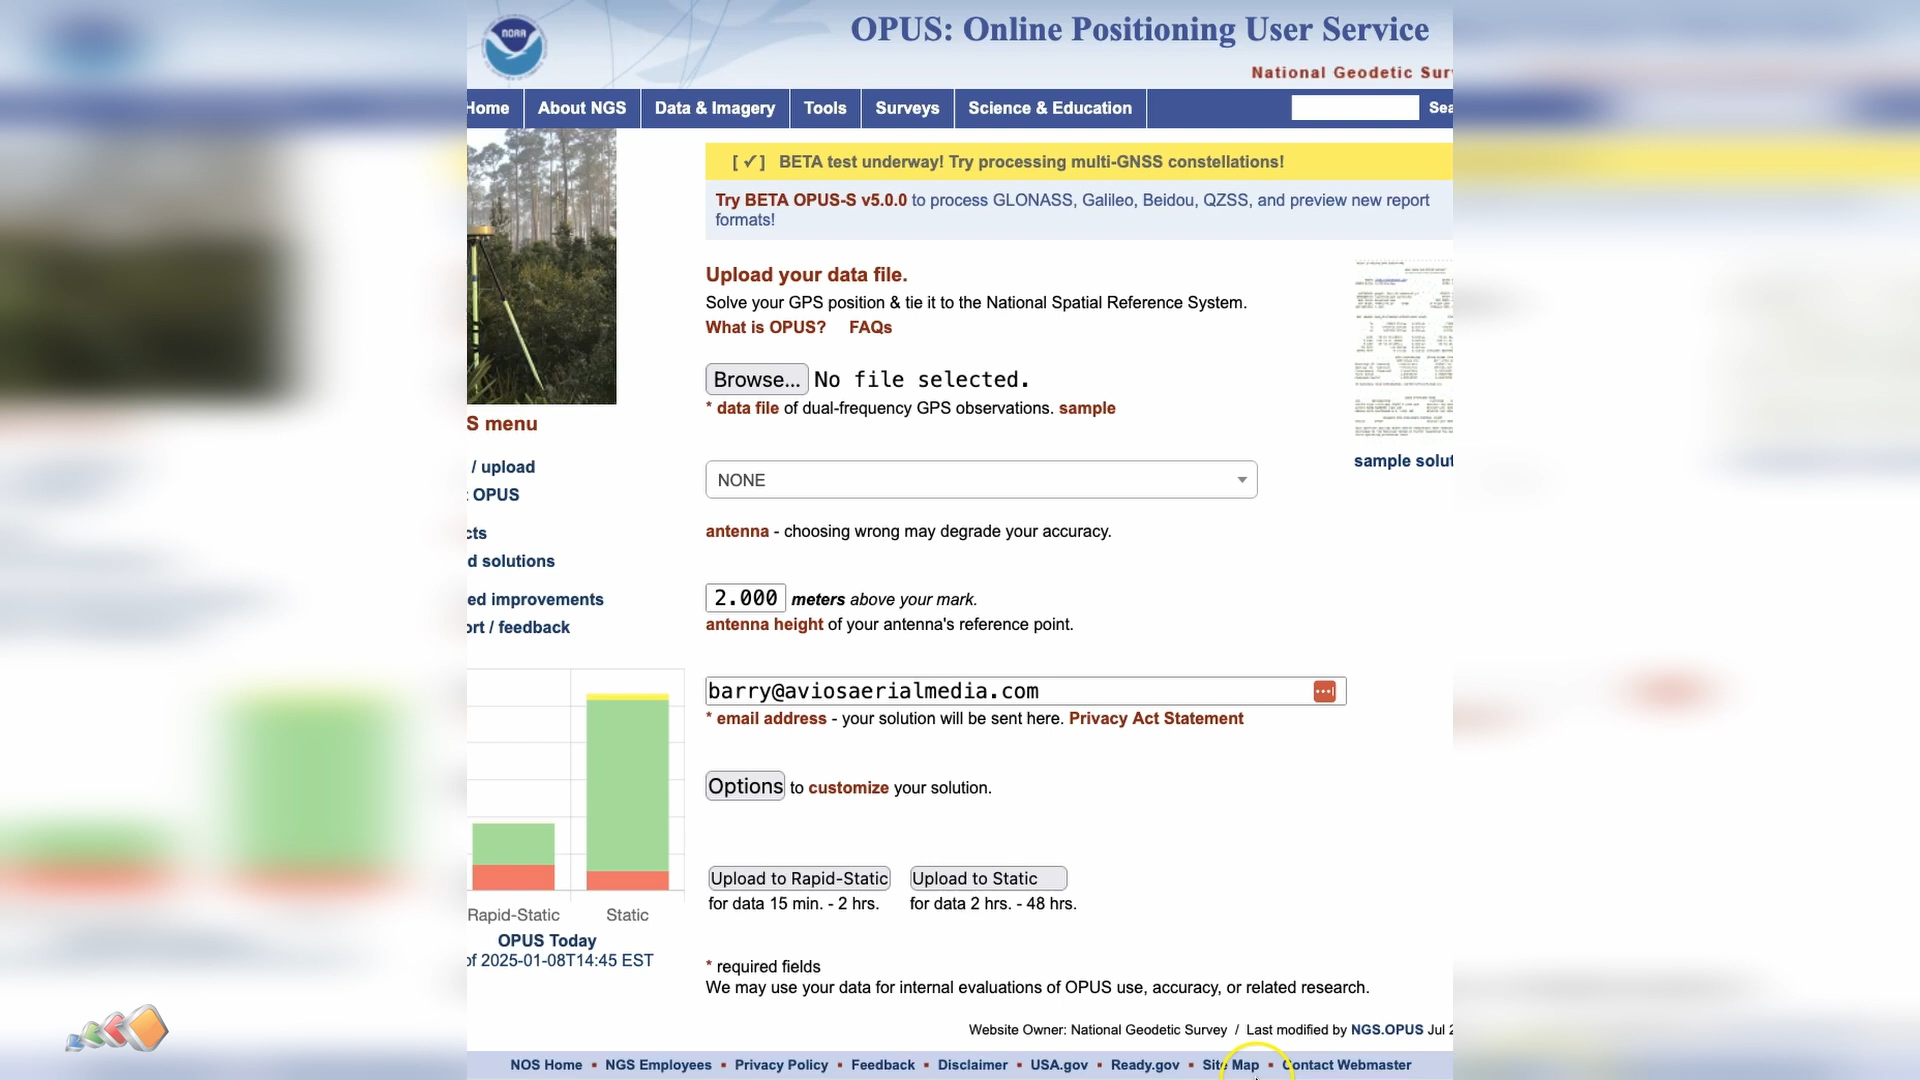 NOAA
OPUS: Online Positioning User Service
National Geodetic Sur
Home
About NGS
Data & Imagery
Tools
Surveys
Science & Education
Sea
[ ✓ ] BETA test underway! Try processing multi-GNSS constellations!
Try BETA OPUS-S v5.0.0 to process GLONASS, Galileo, Beidou, QZSS, and preview new report
formats!
Upload your data file.
Solve your GPS position & tie it to the National Spatial Reference System.
What is OPUS? FAQs
Browse... No file selected.
* data file of dual-frequency GPS observations. sample
sample solut
NONE
antenna - choosing wrong may degrade your accuracy.
2.000 meters above your mark.
antenna height of your antenna's reference point.
barry@aviosaerialmedia.com
* email address - your solution will be sent here. Privacy Act Statement
Options to customize your solution.
Upload to Rapid-Static
for data 15 min. - 2 hrs.
Upload to Static
for data 2 hrs. - 48 hrs.
* required fields
We may use your data for internal evaluations of OPUS use, accuracy, or related research.
S menu
/ upload
OPUS
cts
d solutions
ed improvements
ort / feedback
Rapid-Static
Static
OPUS Today
of 2025-01-08T14:45 EST
Website Owner: National Geodetic Survey / Last modified by NGS.OPUS Jul 2
NOS Home ▪ NGS Employees ▪ Privacy Policy ▪ Feedback ▪ Disclaimer ▪ USA.gov ▪ Ready.gov ▪ Site Map ▪ Contact Webmaster